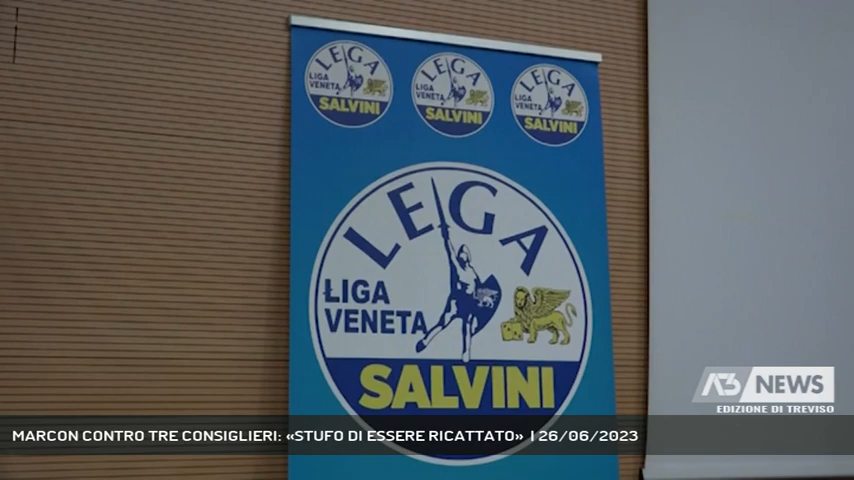 LEGA
LIGA
VENETA
SALVINI
LEGA
LIGA
VENETA
SALVINI
LEGA
LIGA
VENETA
SALVINI
LEGA
ŁIGA
VENETA
SALVINI
A3 NEWS
EDIZIONE DI TREVISO
MARCON CONTRO TRE CONSIGLIERI: «STUFO DI ESSERE RICATTATO» | 26/06/2023